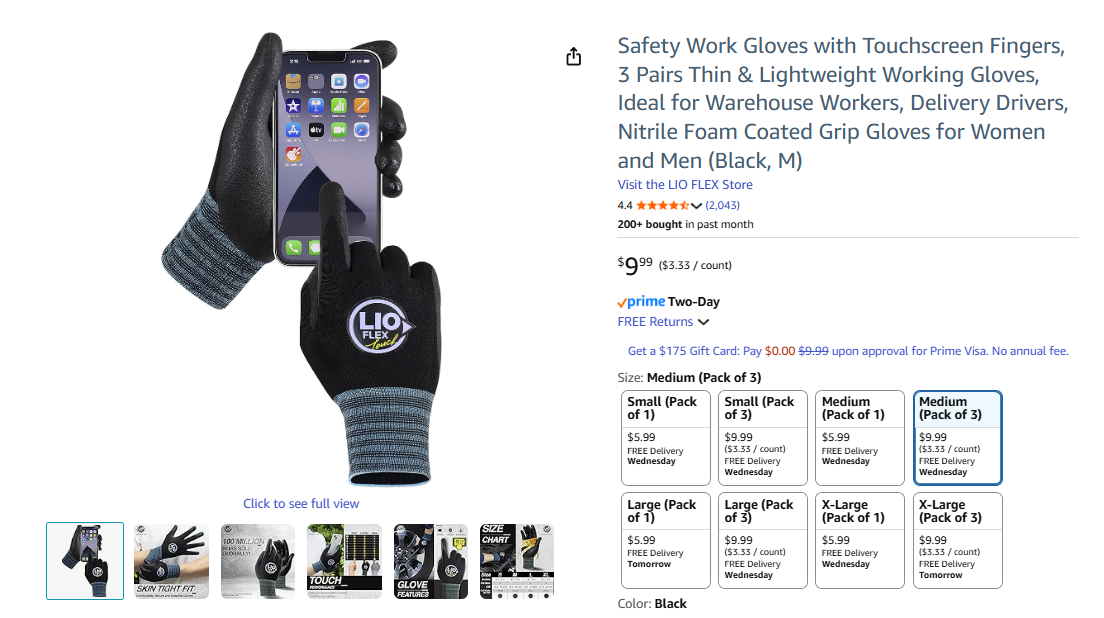 Safety Work Gloves with Touchscreen Fingers,
3 Pairs Thin & Lightweight Working Gloves,
Ideal for Warehouse Workers, Delivery Drivers,
Nitrile Foam Coated Grip Gloves for Women
and Men (Black, M)
Visit the LIO FLEX Store
4.4 (2,043)
200+ bought in past month
$9.99 ($3.33 / count)
prime Two-Day
FREE Returns
Get a $175 Gift Card: Pay $0.00 $9.99 upon approval for Prime Visa. No annual fee.
Size: Medium (Pack of 3)
Small (Pack
of 1)
$5.99
FREE Delivery
Wednesday
Small (Pack
of 3)
$9.99
($3.33 / count)
FREE Delivery
Wednesday
Medium
(Pack of 1)
$5.99
FREE Delivery
Wednesday
Medium
(Pack of 3)
$9.99
($3.33 / count)
FREE Delivery
Wednesday
Large (Pack
of 1)
$5.99
FREE Delivery
Tomorrow
Large (Pack
of 3)
$9.99
($3.33 / count)
FREE Delivery
Wednesday
X-Large
(Pack of 1)
$5.99
FREE Delivery
Wednesday
X-Large
(Pack of 3)
$9.99
($3.33 / count)
FREE Delivery
Tomorrow
Color: Black
LIO
FLEX
Touch
Click to see full view
SKIN TIGHT FIT
100 MILLION
PAIRS SOLD
GLOBALLY!
TOUCH
PERFORMANCE
GLOVE
FEATURES
SIZE
CHART